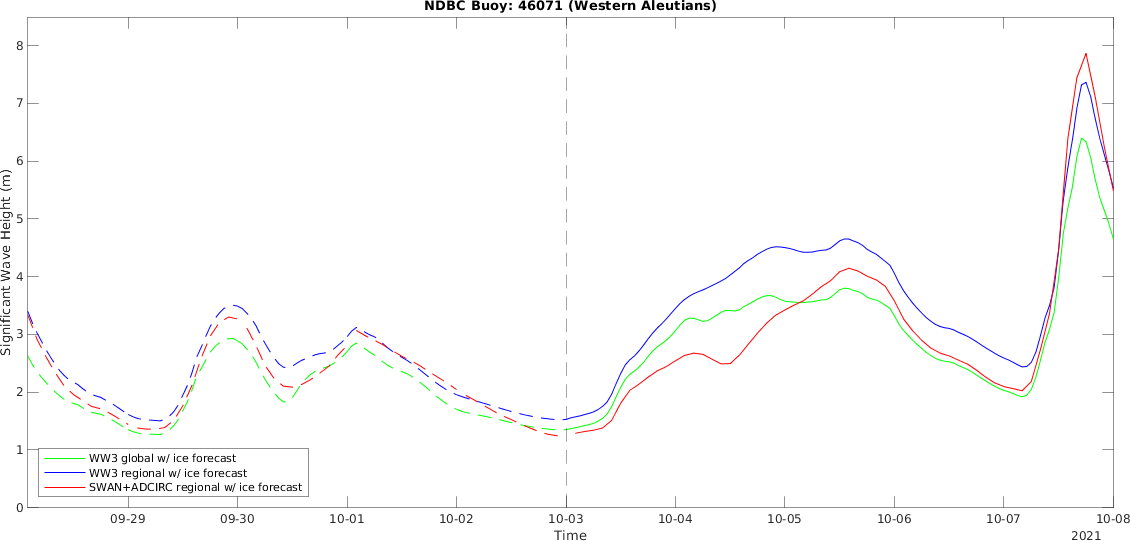 NDBC Buoy: 46071 (Western Aleutians)
Significant Wave Height (m)
8
7
6
5
4
3
2
1
0
WW3 global w/ ice forecast
WW3 regional w/ ice forecast
SWAN+ADCIRC regional w/ ice forecast
09-29 09-30 10-01 10-02 10-03 10-04 10-05 10-06 10-07 10-08
Time
2021